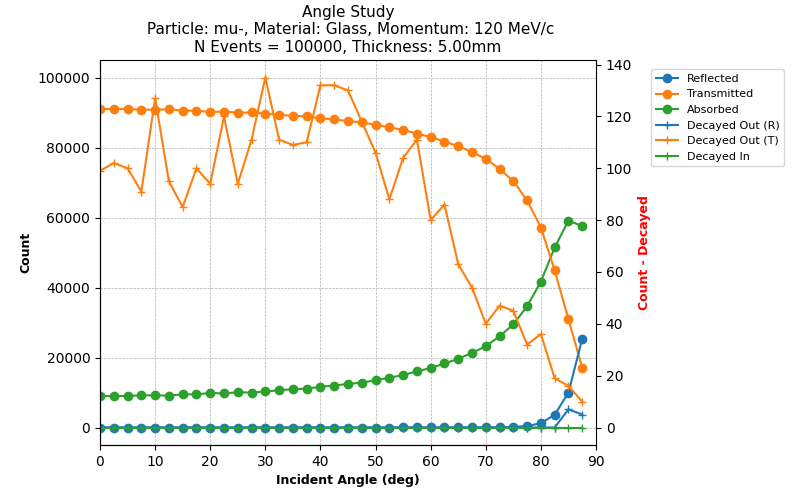 Angle Study
Particle: mu-, Material: Glass, Momentum: 120 MeV/c
N Events = 100000, Thickness: 5.00mm
Count
100000
80000
60000
40000
20000
0
0
10
20
30
40
50
60
70
80
90
Incident Angle (deg)
140
120
100
80
60
40
20
0
Count - Decayed
Reflected
Transmitted
Absorbed
Decayed Out (R)
Decayed Out (T)
Decayed In